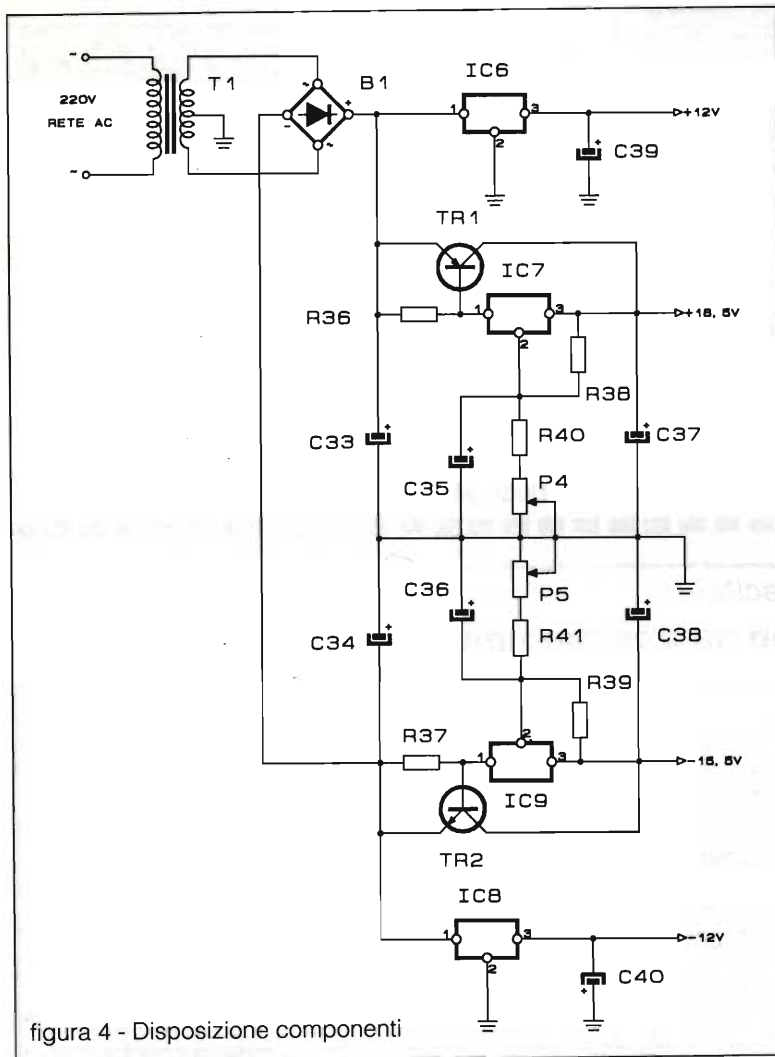 ~
T1
B1
IC6
220V
RETE AC
~
~
+
-
~
1
3
2
+12V
+
C39
TR1
IC7
R36
1
3
2
+18,5V
R38
C33
+
R40
C35
+
P4
C37
+
C36
+
P5
C34
+
R41
C38
+
R39
R37
1
2
3
-15,5V
IC9
TR2
IC8
1
3
2
-12V
C40
+
figura 4 - Disposizione componenti